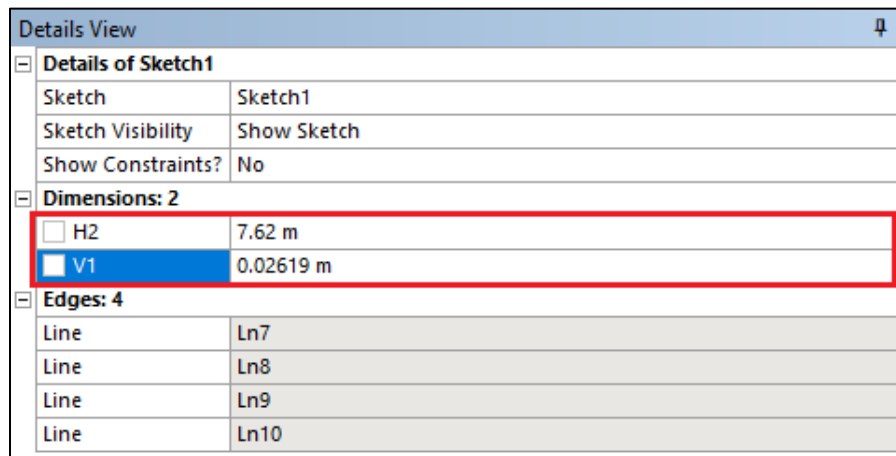 Details View
Details of Sketch1
Sketch Sketch1
Sketch Visibility Show Sketch
Show Constraints? No
Dimensions: 2
H2 7.62 m
V1 0.02619 m
Edges: 4
Line Ln7
Line Ln8
Line Ln9
Line Ln10